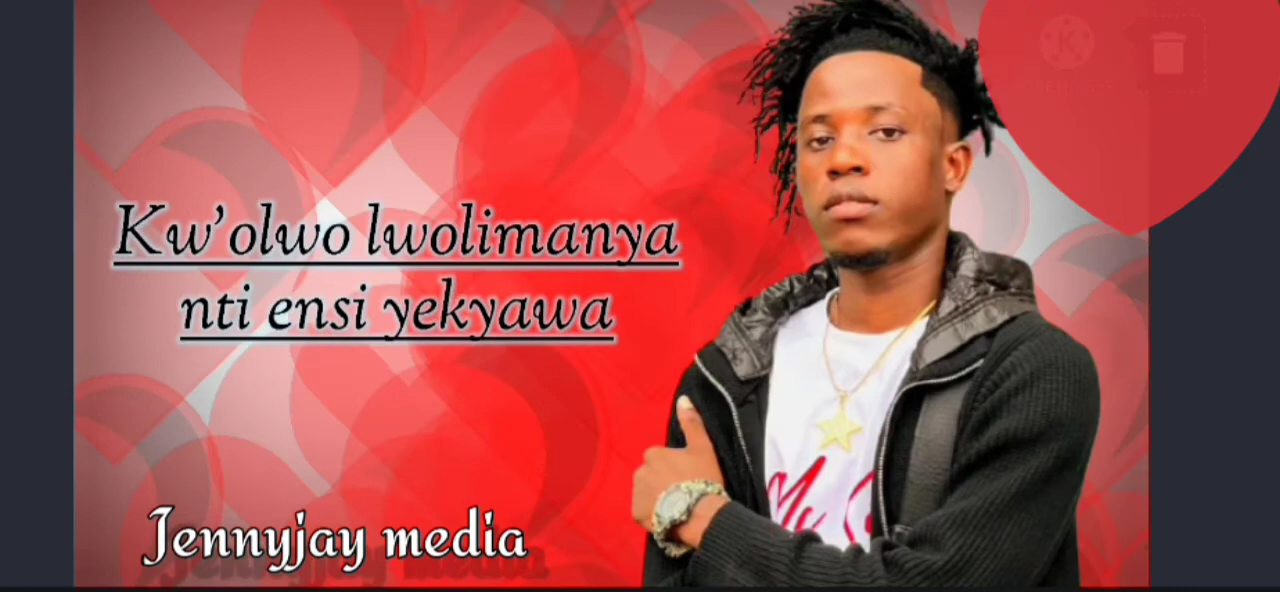 Kw'olwo lwolimanya
nti ensi yekyawa
Jennyjay media